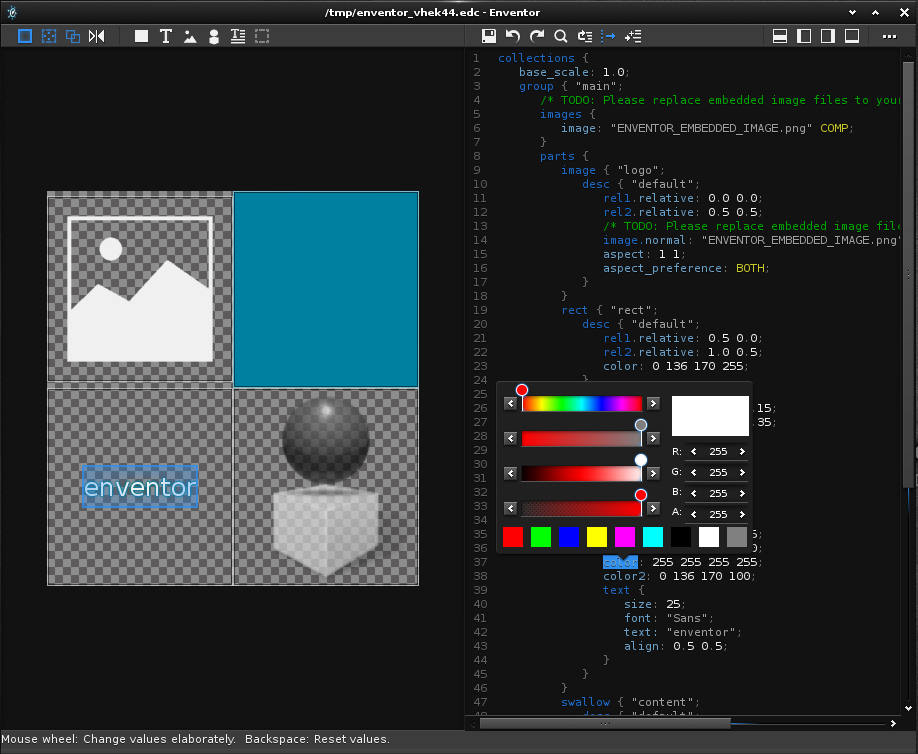 /tmp/enventor_vhek44.edc - Enventor
1 collections {
2 base_scale: 1.0;
3 group { "main";
4 /* TODO: Please replace embedded image files to your
5 images {
6 image: "ENVENTOR_EMBEDDED_IMAGE.png" COMP;
7 }
8 parts {
9 image { "logo";
10 desc { "default";
11 rel1.relative: 0.0 0.0;
12 rel2.relative: 0.5 0.5;
13 /* TODO: Please replace embedded image fil
14 image.normal: "ENVENTOR_EMBEDDED_IMAGE.png"
15 aspect: 1 1;
16 aspect_preference: BOTH;
17 }
18 }
19 rect { "rect";
20 desc { "default";
21 rel1.relative: 0.5 0.0;
22 rel2.relative: 1.0 0.5;
23 color: 0 136 170 255;
24 }
25
26 .15;
27 .35;
28
29
30
31
32
33
34
35 ;
36 ;
37 color: 255 255 255 255;
38 color2: 0 136 170 100;
39 text {
40 size: 25;
41 font: "Sans";
42 text: "enventor";
43 align: 0.5 0.5;
44 }
45 }
46 }
47 swallow { "content";
48 desc { "default";
R: 255
G: 255
B: 255
A: 255
enventor
Mouse wheel: Change values elaborately. Backspace: Reset values.